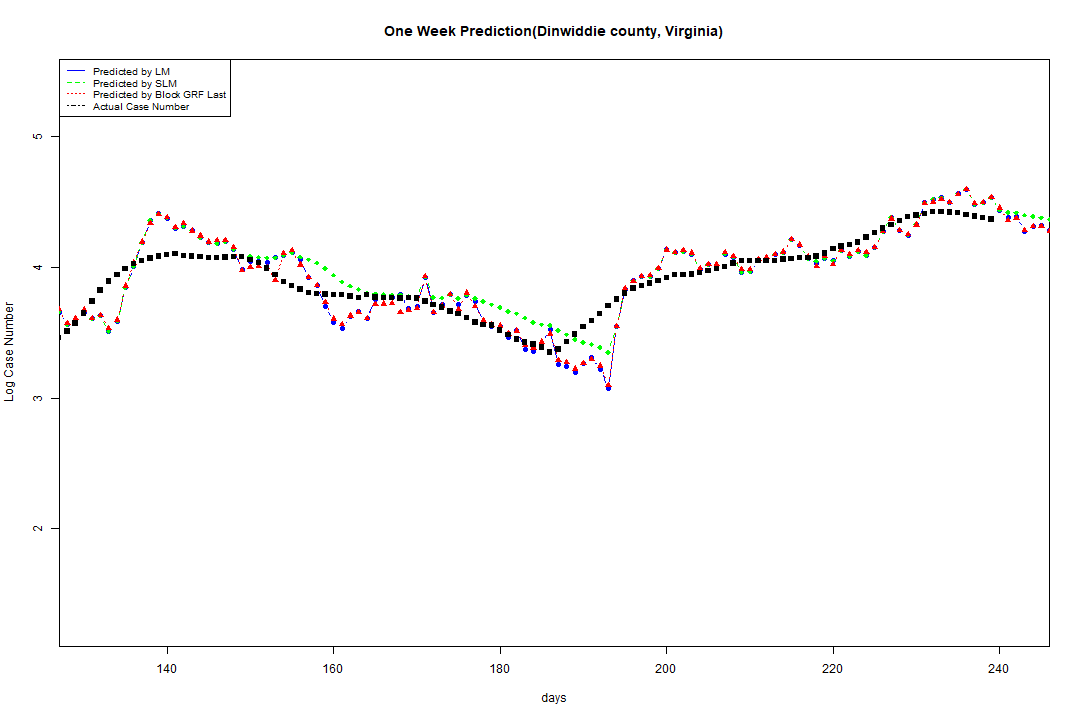 One Week Prediction(Dinwiddie county, Virginia)
Predicted by LM
Predicted by SLM
Predicted by Block GRF Last
Actual Case Number
5
4
3
2
Log Case Number
140 160 180 200 220 240
days